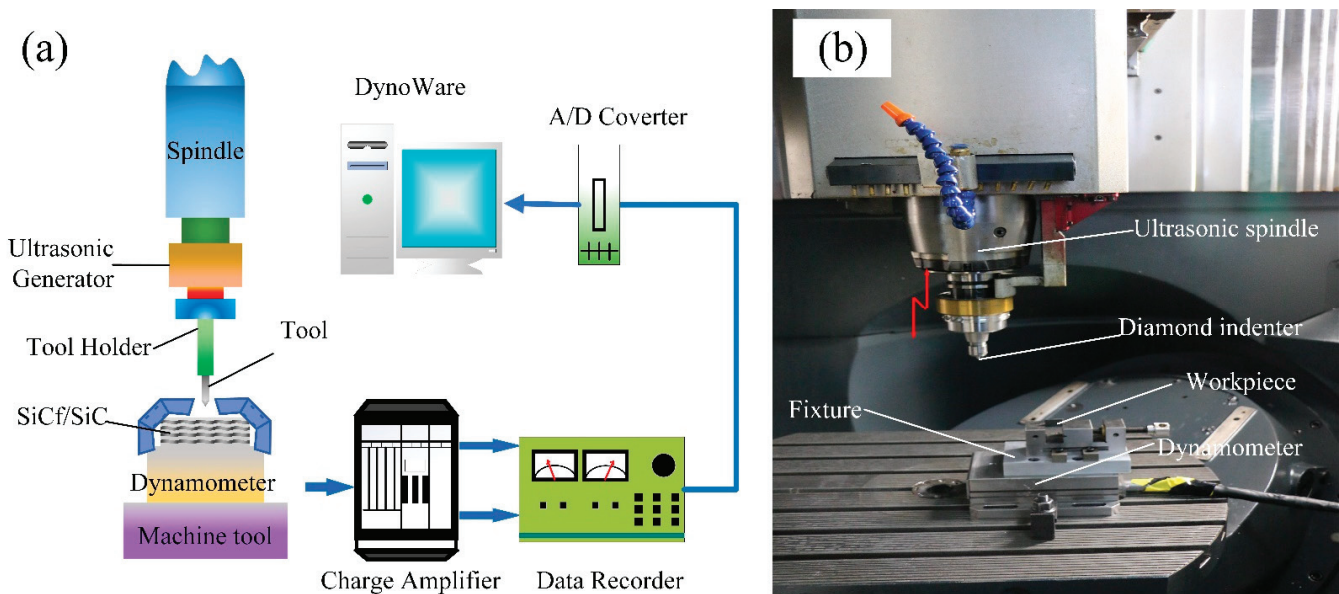 (a)
Spindle
Ultrasonic
Generator
Tool Holder
Tool
SiCf/SiC
Dynamometer
Machine tool
DynoWare
A/D Coverter
Charge Amplifier
Data Recorder
(b)
Ultrasonic spindle
Diamond indenter
Workpiece
Fixture
Dynamometer